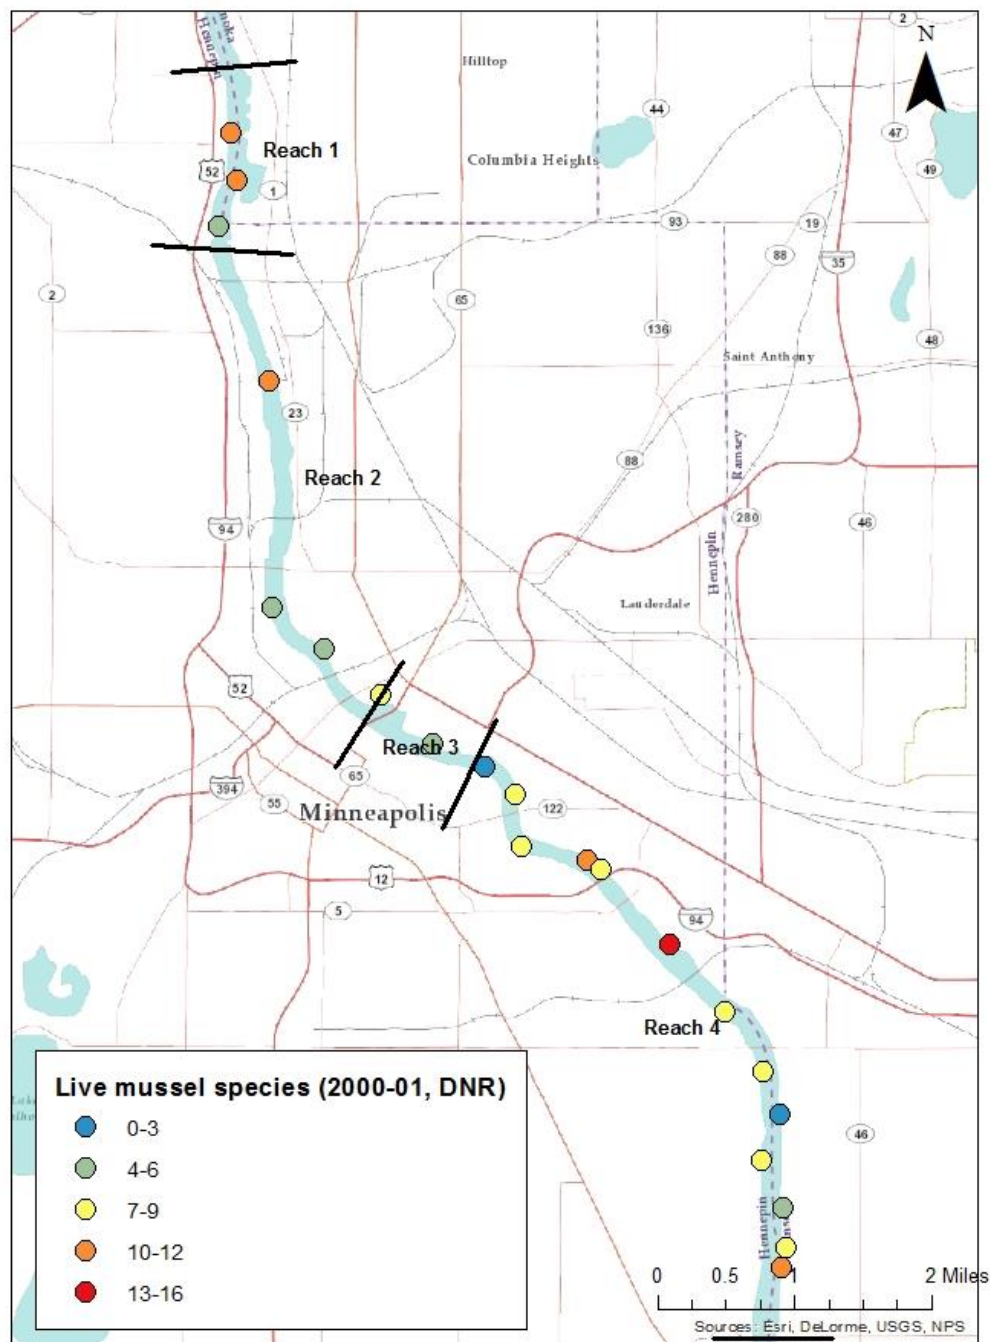 Hennepin
2
N
Hilltop
44
Columbia Heights
47
49
Reach 1
52
1
93
19
88
35
2
65
136
48
Saint Anthony
23
Ramsey
88
Reach 2
94
280
46
Hennepin
Lauderdale
52
Reach 3
65
394
55
Minneapolis
122
12
5
94
Reach 4
46
Live mussel species (2000-01, DNR)
0-3
4-6
7-9
10-12
13-16
Hennepin
0 0.5 1 2 Miles
Sources: Esri, DeLorme, USGS, NPS